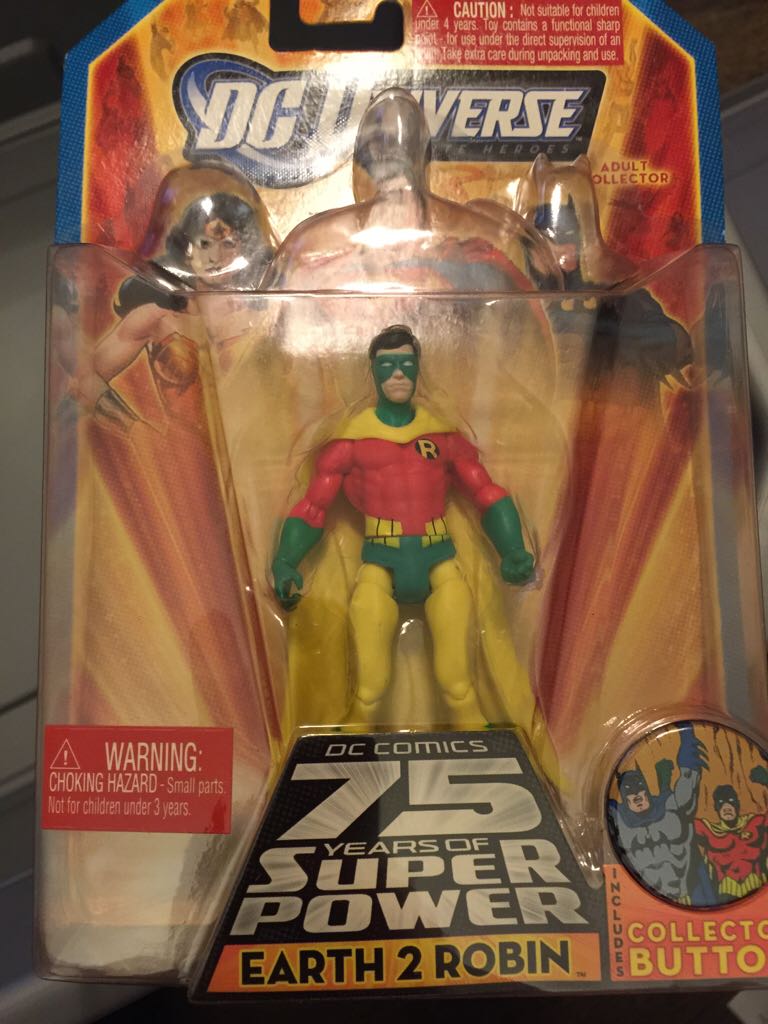 CAUTION : Not suitable for children
under 4 years. Toy contains a functional sharp
point - for use under the direct supervision of an
Take extra care during unpacking and use.
DC UNIVERSE
HEROES
ADULT
COLLECTOR
R
WARNING:
CHOKING HAZARD - Small parts.
Not for children under 3 years.
DC COMICS
75
YEARS OF
SUPER
POWER
EARTH 2 ROBIN™
INCLUDES
COLLECTO
BUTTO